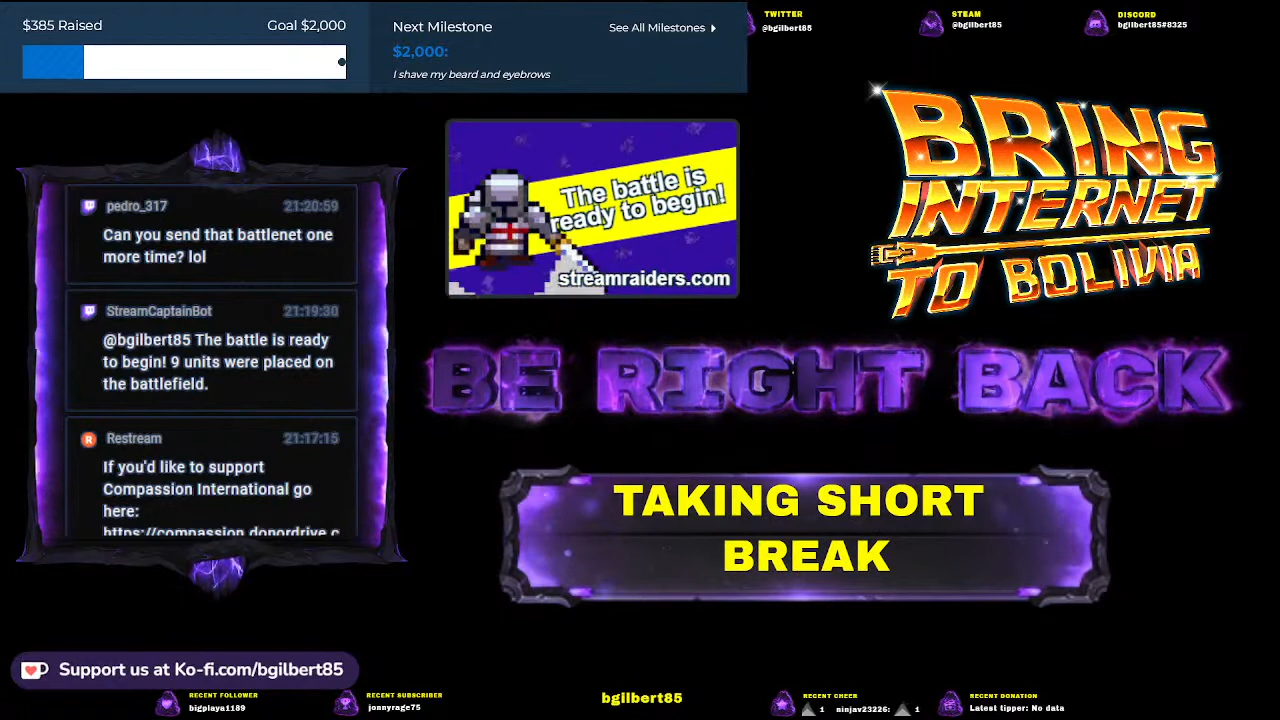 $385 Raised
Goal $2,000
Next Milestone
See All Milestones
$2,000:
I shave my beard and eyebrows
TWITTER
@bgilbert85
STEAM
@bgilbert85
DISCORD
bgilbert85#8325
BRING
INTERNET
TO BOLIVIA
The battle is
ready to begin!
streamraiders.com
pedro_317
21:20:59
Can you send that battlenet one
more time? lol
StreamCaptainBot
21:19:30
@bgilbert85 The battle is ready
to begin! 9 units were placed on
the battlefield.
Restream
21:17:15
If you'd like to support
Compassion International go
here:
https://compassion.donordrive.c
BE RIGHT BACK
TAKING SHORT
BREAK
Support us at Ko-fi.com/bgilbert85
RECENT FOLLOWER
bigplaya1189
RECENT SUBSCRIBER
jonnyrage75
bgilbert85
RECENT CHEER
1 ninjav23226: 1
RECENT DONATION
Latest tipper: No data